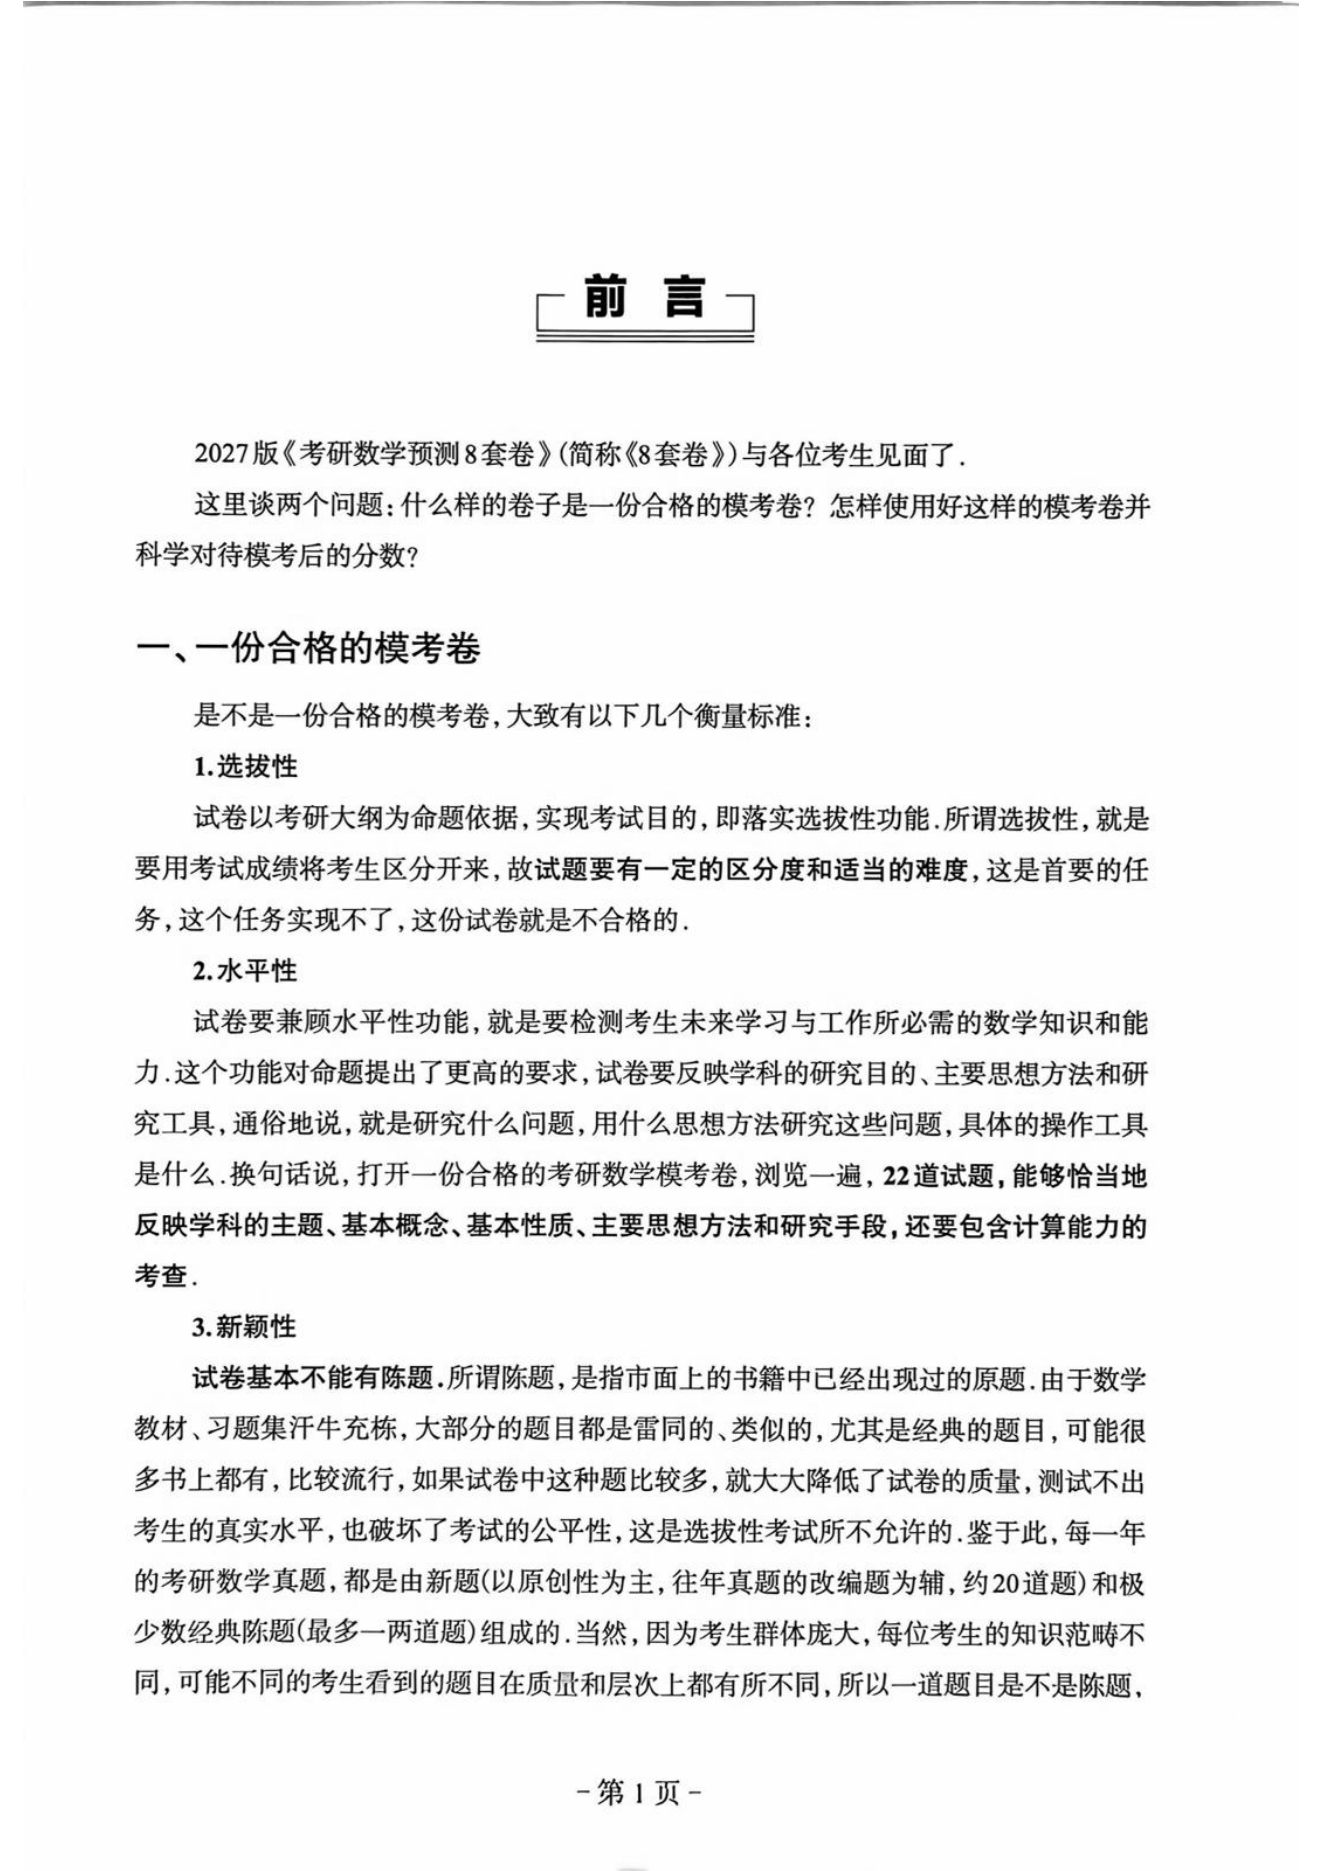 前 言
2027版《考研数学预测8套卷》(简称《8套卷》)与各位考生见面了.
这里谈两个问题:什么样的卷子是一份合格的模考卷?怎样使用好这样的模考卷并
科学对待模考后的分数?
一、一份合格的模考卷
是不是一份合格的模考卷,大致有以下几个衡量标准:
1.选拔性
试卷以考研大纲为命题依据,实现考试目的,即落实选拔性功能.所谓选拔性,就是
要用考试成绩将考生区分开来,故试题要有一定的区分度和适当的难度,这是首要的任
务,这个任务实现不了,这份试卷就是不合格的.
2.水平性
试卷要兼顾水平性功能,就是要检测考生未来学习与工作所必需的数学知识和能
力.这个功能对命题提出了更高的要求,试卷要反映学科的研究目的、主要思想方法和研
究工具,通俗地说,就是研究什么问题,用什么思想方法研究这些问题,具体的操作工具
是什么.换句话说,打开一份合格的考研数学模考卷,浏览一遍,22道试题,能够恰当地
反映学科的主题、基本概念、基本性质、主要思想方法和研究手段,还要包含计算能力的
考查.
3.新颖性
试卷基本不能有陈题.所谓陈题,是指市面上的书籍中已经出现过的原题.由于数学
教材、习题集汗牛充栋,大部分的题目都是雷同的、类似的,尤其是经典的题目,可能很
多书上都有,比较流行,如果试卷中这种题比较多,就大大降低了试卷的质量,测试不出
考生的真实水平,也破坏了考试的公平性,这是选拔性考试所不允许的.鉴于此,每一年
的考研数学真题,都是由新题(以原创性为主,往年真题的改编题为辅,约20道题)和极
少数经典陈题(最多一两道题)组成的.当然,因为考生群体庞大,每位考生的知识范畴不
同,可能不同的考生看到的题目在质量和层次上都有所不同,所以一道题目是不是陈题,
-第1页-